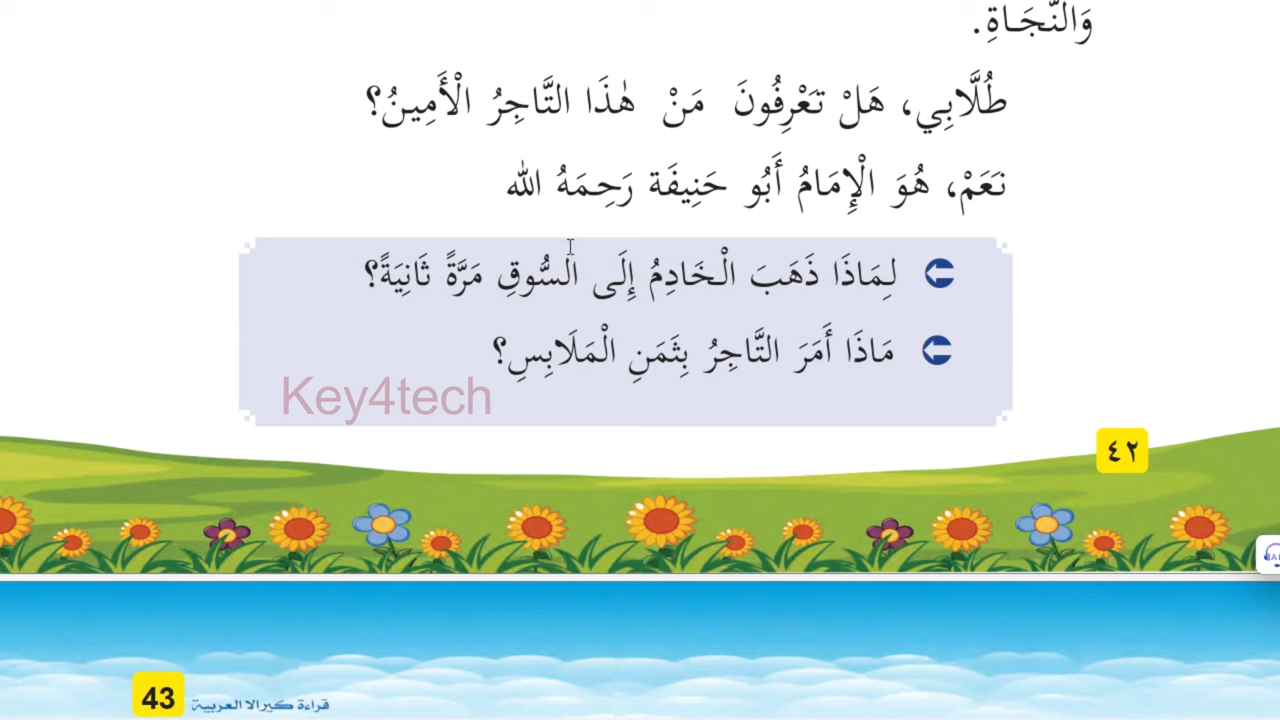 وَالنَّجَاةِ.
طُلَّابِي، هَلْ تَعْرِفُونَ مَنْ هٰذَا التَّاجِرُ الْأَمِينُ؟
نَعَمْ، هُوَ الْإِمَامُ أَبُو حَنِيفَة رَحِمَهُ الله
لِمَاذَا ذَهَبَ الْخَادِمُ إِلَى السُّوقِ مَرَّةً ثَانِيَةً؟
مَاذَا أَمَرَ التَّاجِرُ بِثَمَنِ الْمَلَابِسِ؟
Key4tech
٤٢
43 قراءة كيرالا العربية